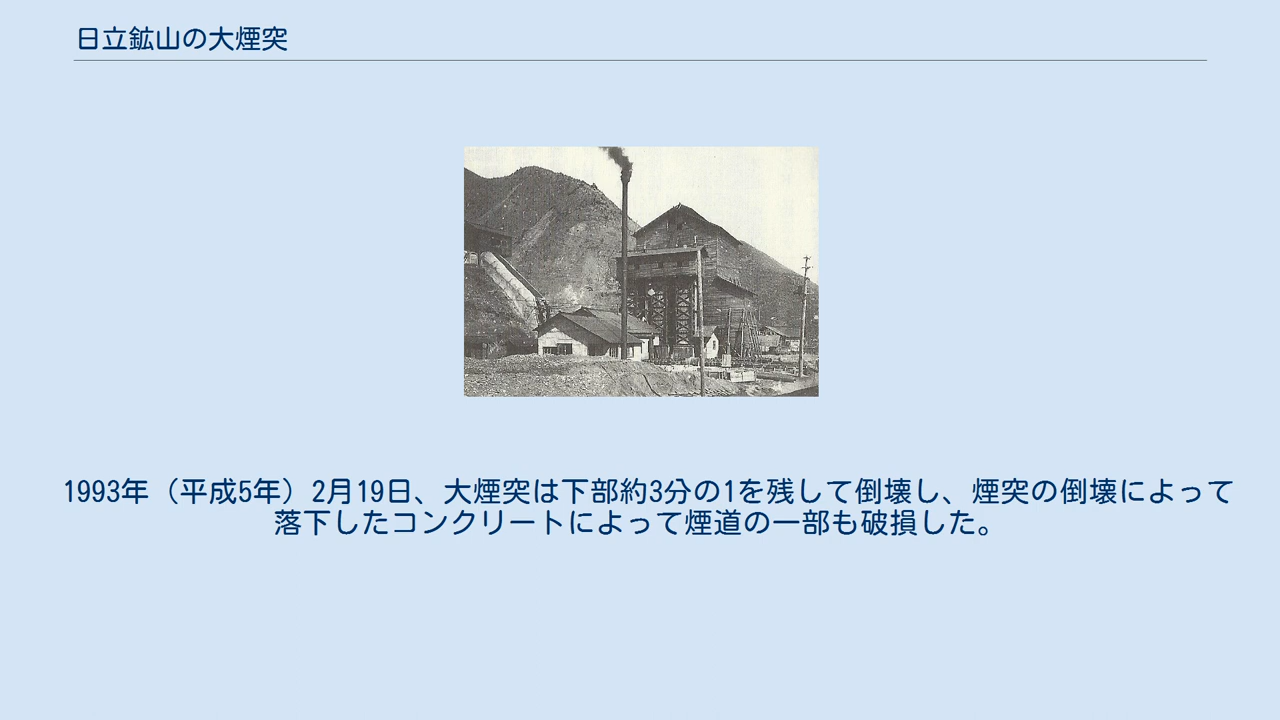 日立鉱山の大煙突
1993年（平成5年）2月19日、大煙突は下部約3分の1を残して倒壊し、煙突の倒壊によって
落下したコンクリートによって煙道の一部も破損した。